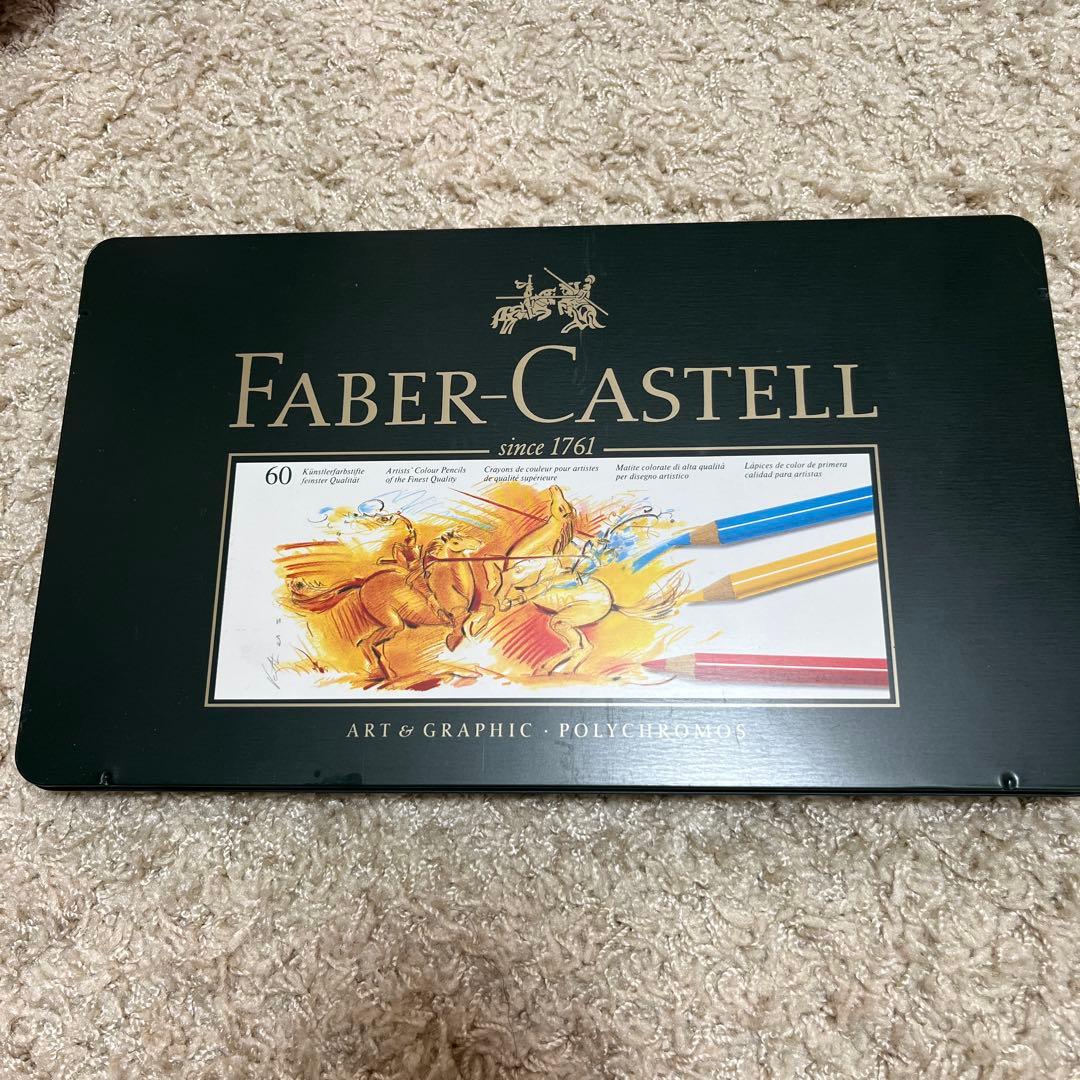 FABER-CASTELL
since 1761
60
Künstlerfarbstifte
feinster Qualität
Artists' Colour Pencils
of the Finest Quality
Crayons de couleur pour artistes
de qualité supérieure
Matite colorate di alta qualità
per disegno artistico
Lápices de color de primera
calidad para artistas
ART & GRAPHIC · POLYCHROMOS